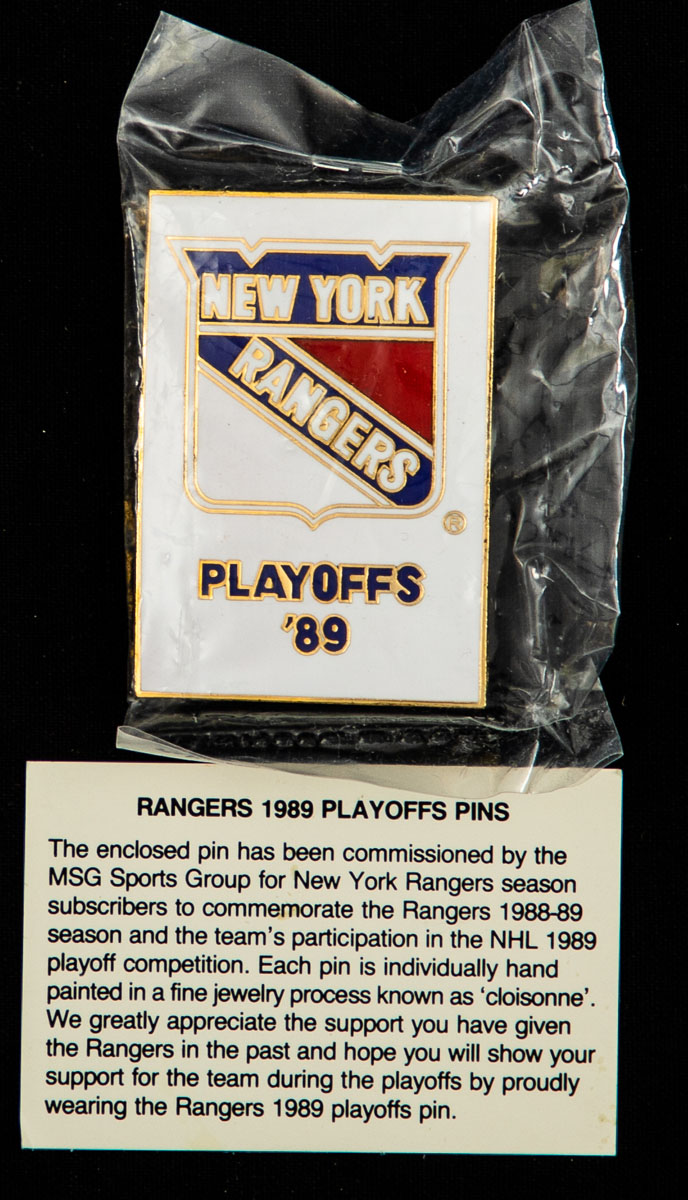 NEW YORK
RANGERS
®
PLAYOFFS
'89
RANGERS 1989 PLAYOFFS PINS
The enclosed pin has been commissioned by the
MSG Sports Group for New York Rangers season
subscribers to commemorate the Rangers 1988-89
season and the team's participation in the NHL 1989
playoff competition. Each pin is individually hand
painted in a fine jewelry process known as 'cloisonne'.
We greatly appreciate the support you have given
the Rangers in the past and hope you will show your
support for the team during the playoffs by proudly
wearing the Rangers 1989 playoffs pin.